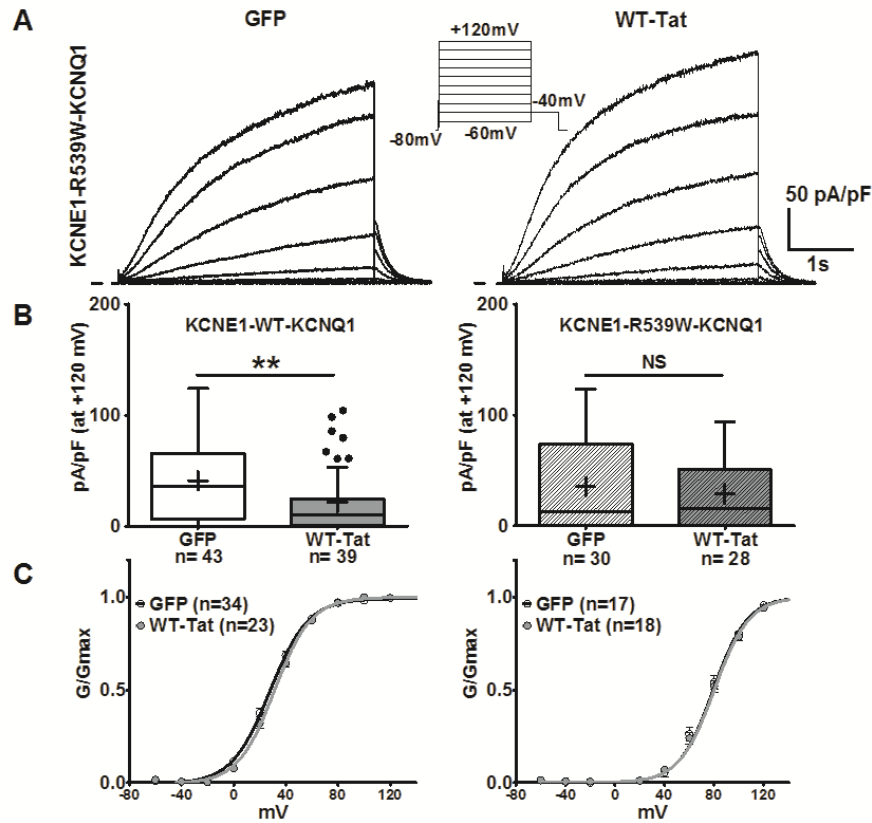 A
GFP
WT-Tat
KCNE1-R539W-KCNQ1
+120mV
-40mV
-80mV
-60mV
50 pA/pF
1s
B
200
100
0
pA/pF (at +120 mV)
KCNE1-WT-KCNQ1
**
GFP
WT-Tat
n= 43
n= 39
200
100
0
pA/pF (at +120 mV)
KCNE1-R539W-KCNQ1
NS
GFP
WT-Tat
n= 30
n= 28
C
1.0
0.5
0.0
G/Gmax
GFP (n=34)
WT-Tat (n=23)
-80 -40 0 40 80 120
mV
1.0
0.5
0.0
G/Gmax
GFP (n=17)
WT-Tat (n=18)
-80 -40 0 40 80 120
mV